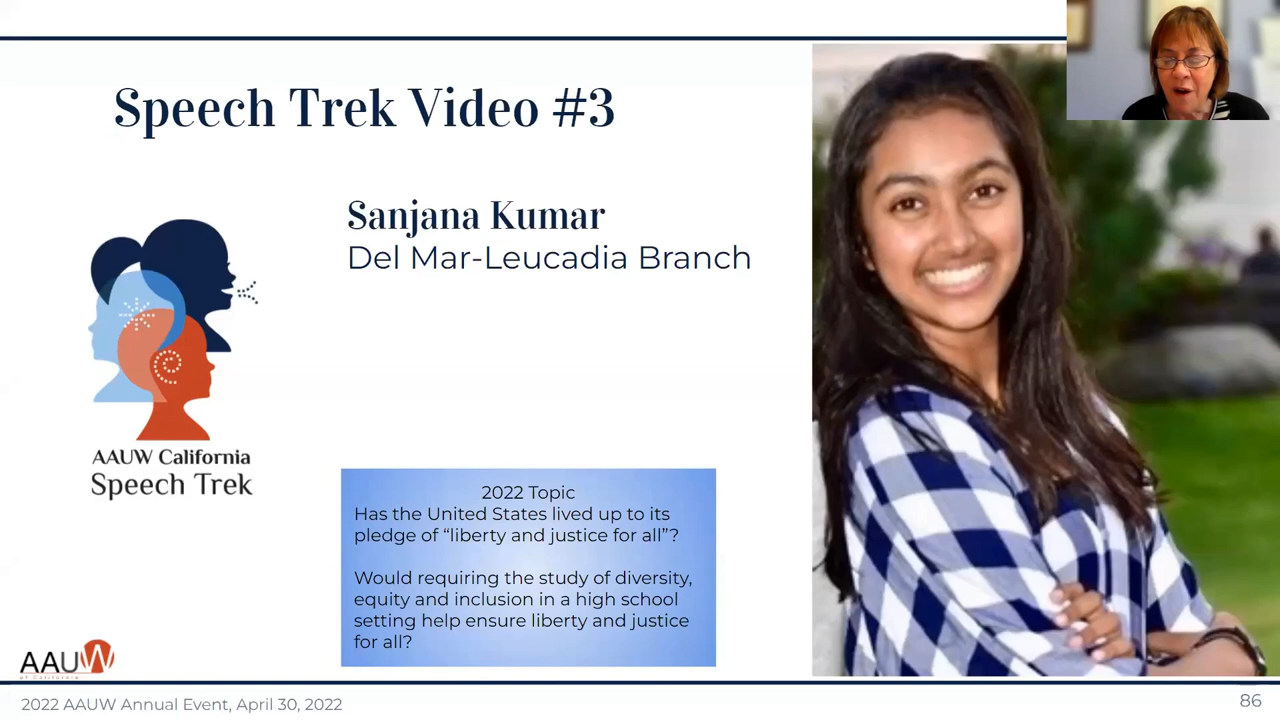 Speech Trek Video #3
Sanjana Kumar
Del Mar-Leucadia Branch
AAUW California
Speech Trek
2022 Topic
Has the United States lived up to its
pledge of “liberty and justice for all”?
Would requiring the study of diversity,
equity and inclusion in a high school
setting help ensure liberty and justice
for all?
AAUW
of California
2022 AAUW Annual Event, April 30, 2022
86